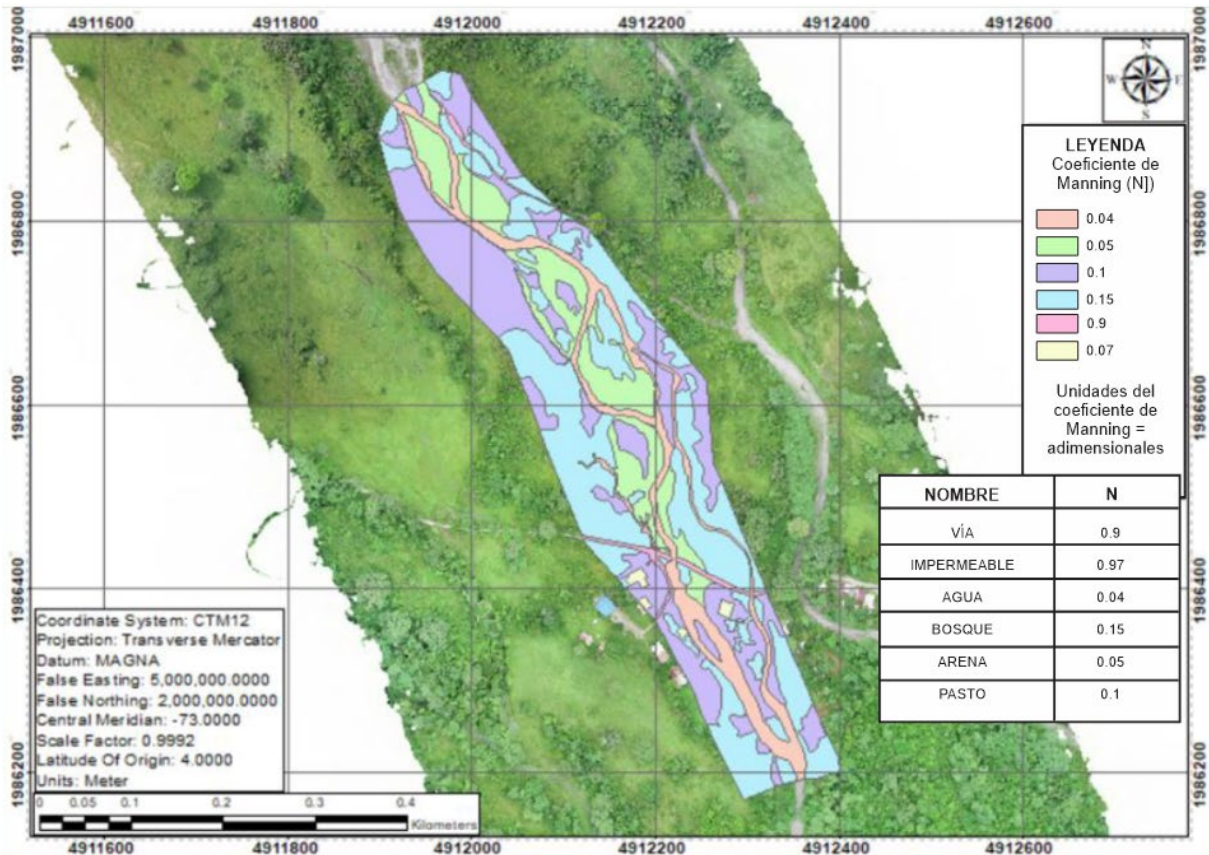 4911600 4911800 4912000 4912200 4912400 4912600
1987000 1987000
N
W E
S
LEYENDA
Coeficiente de
Manning (N])
0.04
0.05
0.1
0.15
0.9
0.07
Unidades del
coeficiente de
Manning =
adimensionales
1986800 1986800
1986600 1986600
1986400 1986400
1986200 1986200
NOMBRE N
VÍA 0.9
IMPERMEABLE 0.97
AGUA 0.04
BOSQUE 0.15
ARENA 0.05
PASTO 0.1
Coordinate System: CTM12
Projection: Transverse Mercator
Datum: MAGNA
False Easting: 5,000,000.0000
False Northing: 2,000,000.0000
Central Meridian: -73.0000
Scale Factor: 0.9992
Latitude Of Origin: 4.0000
Units: Meter
0 0.05 0.1 0.2 0.3 0.4
Kilometers
4911600 4911800 4912000 4912200 4912400 4912600